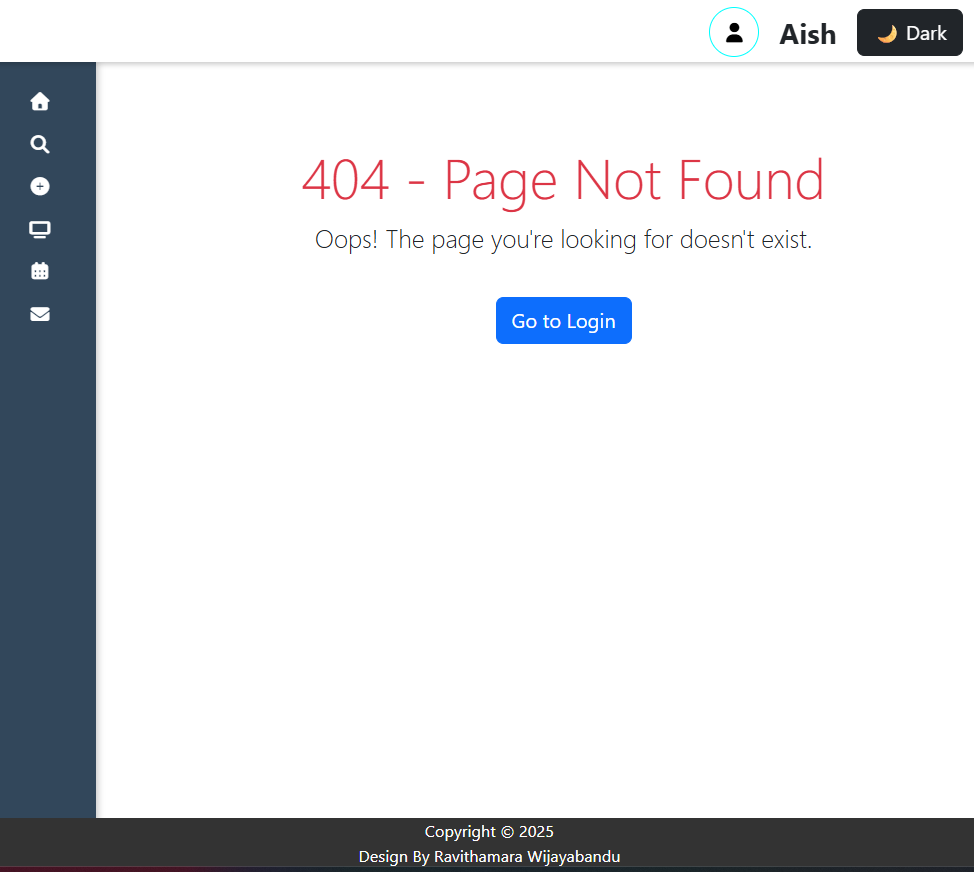 Aish
🌙 Dark
404 - Page Not Found
Oops! The page you're looking for doesn't exist.
Go to Login
Copyright © 2025
Design By Ravithamara Wijayabandu